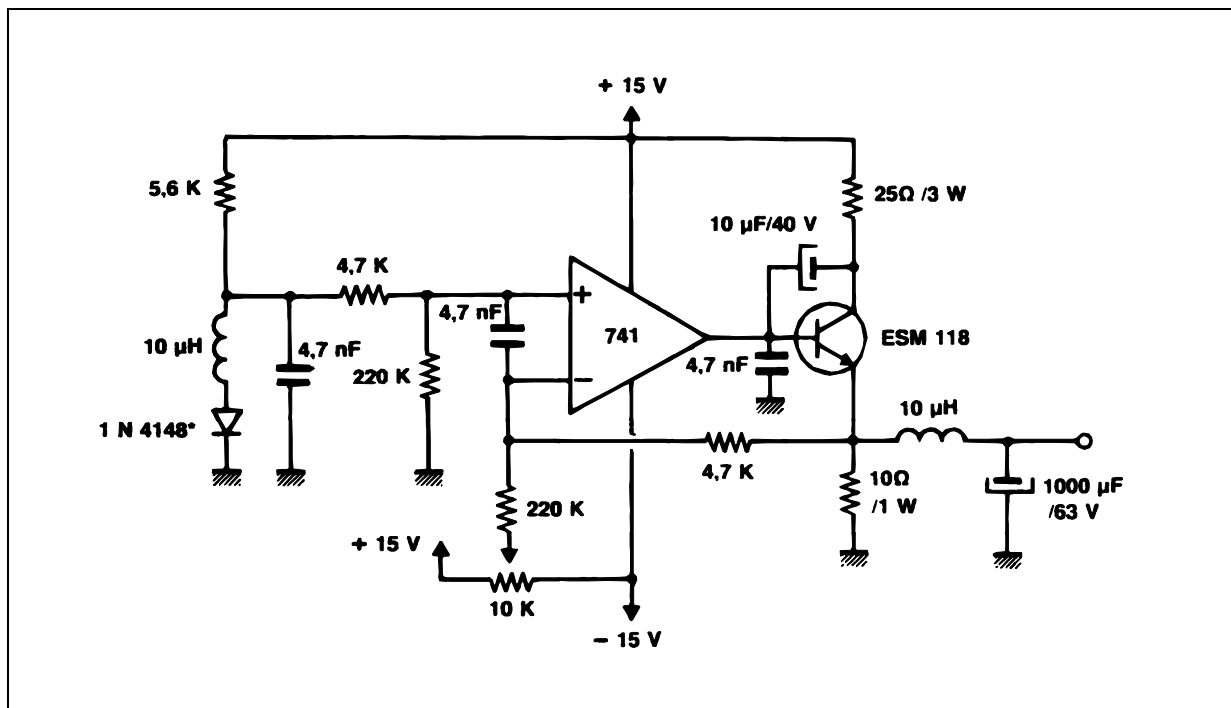 + 15 V
5,6 K
25Ω /3 W
10 µF/40 V
4,7 K
+
4,7 nF
741
ESM 118
10 µH
4,7 nF
220 K
4,7 nF
−
1 N 4148*
10 µH
4,7 K
10Ω
/1 W
1000 µF
/63 V
220 K
+ 15 V
10 K
− 15 V